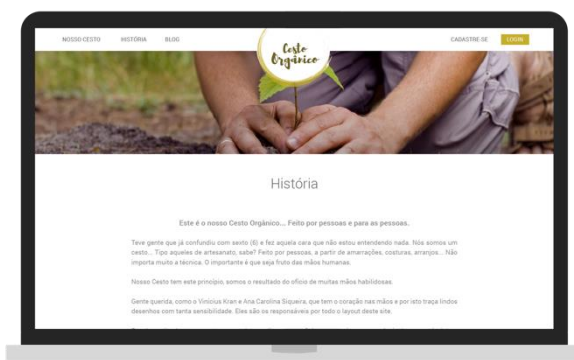 NOSSO CESTO
HISTÓRIA
BLOG
Cesto
Orgânico
CADASTRE-SE
LOGIN
História
Este é o nosso Cesto Orgânico... Feito por pessoas e para as pessoas.
Teve gente que já confundiu com sexto (6) e fez aquela cara que não estou entendendo nada. Nós somos um
cesto... Tipo aqueles de artesanato, sabe? Feito por pessoas, a partir de amarrações, costuras, arranjos... Não
importa muito a técnica. O importante é que seja fruto das mãos humanas.
Nosso Cesto tem este princípio, somos o resultado do ofício de muitas mãos habilidosas.
Gente querida, como o Vinicius Kran e Ana Carolina Siqueira, que tem o coração nas mãos e por isto traça lindos
desenhos com tanta sensibilidade. Eles são os responsáveis por todo o layout deste site.